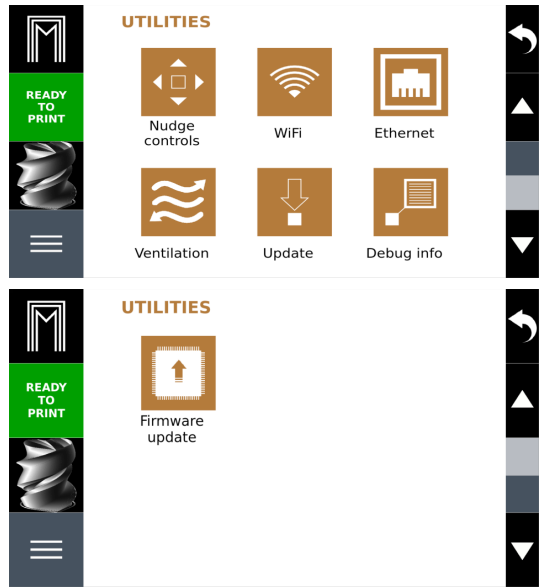 UTILITIES
READY
TO
PRINT
Nudge
controls
WiFi
Ethernet
Ventilation
Update
Debug info
UTILITIES
READY
TO
PRINT
Firmware
update